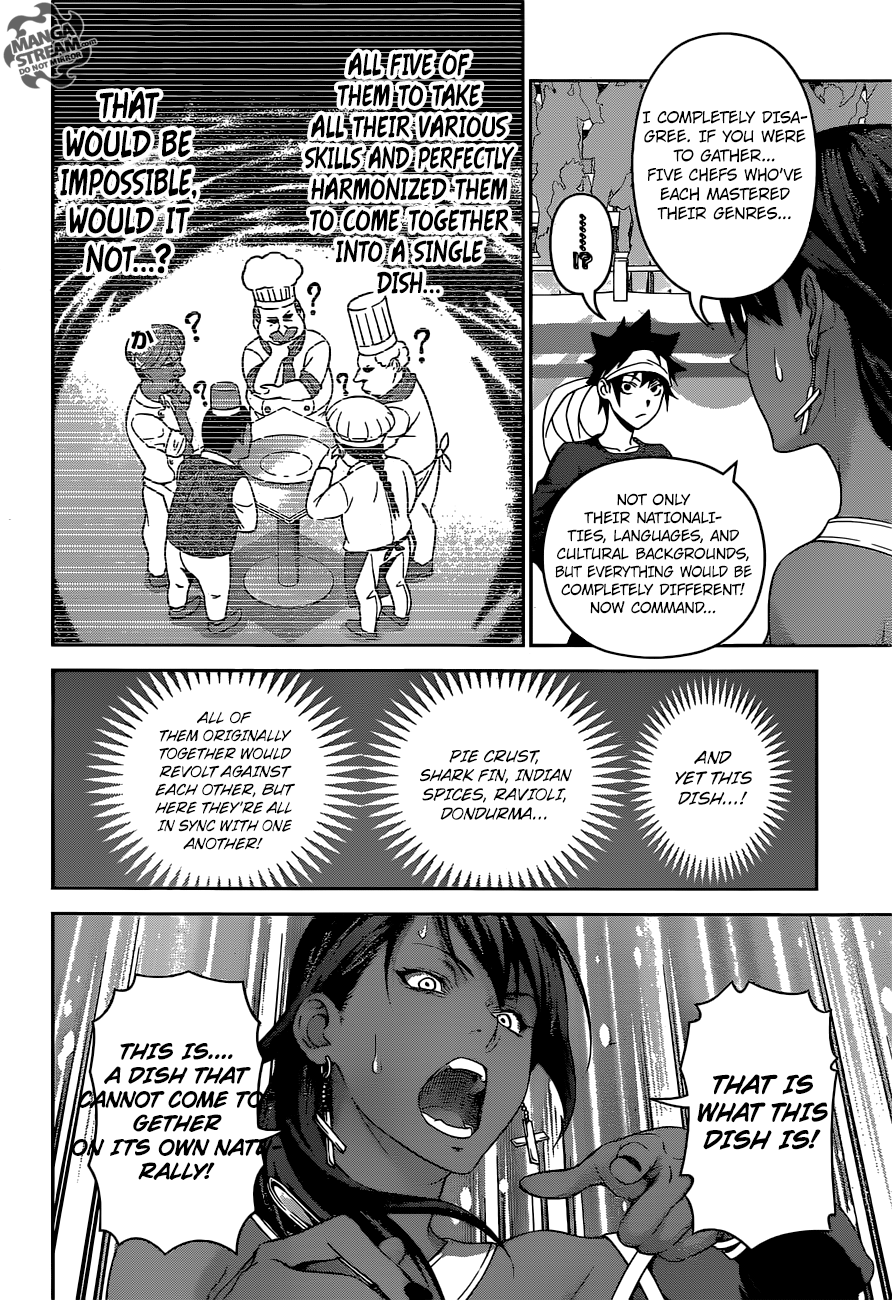 MANGA
STREAM.com
DO NOT MIRROR
I COMPLETELY DISA-
GREE. IF YOU WERE
TO GATHER...
FIVE CHEFS WHO'VE
EACH MASTERED
THEIR GENRES...
.......!?
NOT ONLY
THEIR NATIONALI-
TIES, LANGUAGES, AND
CULTURAL BACKGROUNDS,
BUT EVERYTHING WOULD BE
COMPLETELY DIFFERENT!
NOW COMMAND...
ALL FIVE OF
THEM TO TAKE
ALL THEIR VARIOUS
SKILLS AND PERFECTLY
HARMONIZED THEM
TO COME TOGETHER
INTO A SINGLE
DISH...
THAT
WOULD BE
IMPOSSIBLE,
WOULD IT
NOT...?
?
?
?
?
?
AND
YET THIS
DISH...!
PIE CRUST,
SHARK FIN, INDIAN
SPICES, RAVIOLI,
DONDURMA...
ALL OF
THEM ORIGINALLY
TOGETHER WOULD
REVOLT AGAINST
EACH OTHER, BUT
HERE THEY'RE ALL
IN SYNC WITH ONE
ANOTHER!
THAT IS
WHAT THIS
DISH IS!
THIS IS....
A DISH THAT
CANNOT COME TO-
GETHER
ON ITS OWN NATU-
RALLY!